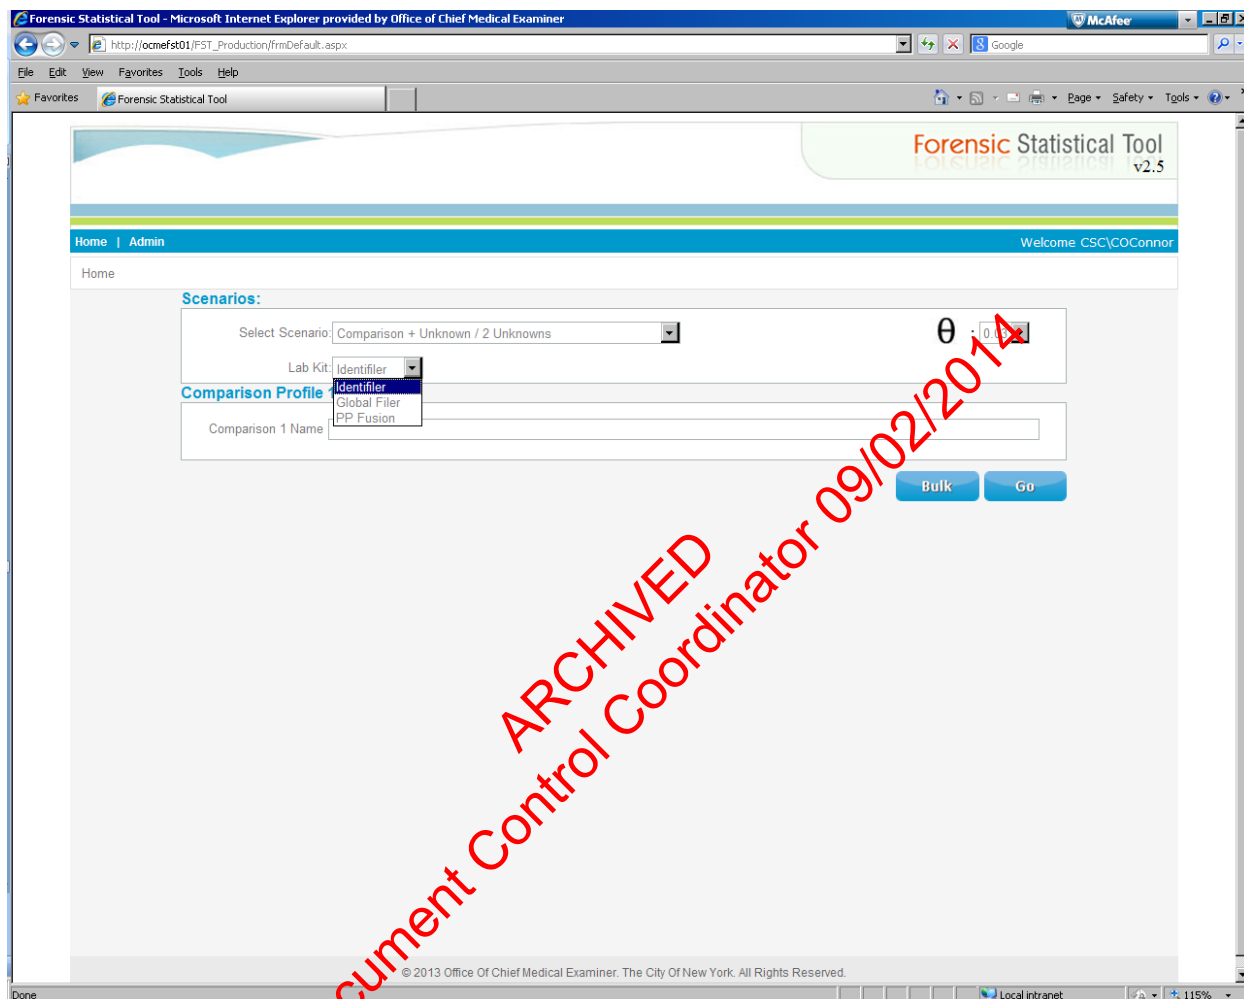 Forensic Statistical Tool - Microsoft Internet Explorer provided by Office of Chief Medical Examiner
McAfee
http://ocmefst01/FST_Production/frmDefault.aspx
Google
File Edit View Favorites Tools Help
Favorites
Forensic Statistical Tool
Page Safety Tools
Forensic Statistical Tool
v2.5
Home | Admin
Welcome CSC\COConnor
Home
Scenarios:
Select Scenario: Comparison + Unknown / 2 Unknowns
θ : 0.03
Lab Kit: Identifiler
Identifiler
Global Filer
PP Fusion
Comparison Profile 1
Comparison 1 Name
Bulk Go
ARCHIVED
Control Coordinator 09/02/2014
© 2013 Office Of Chief Medical Examiner. The City Of New York. All Rights Reserved.
Done
Local intranet
115%